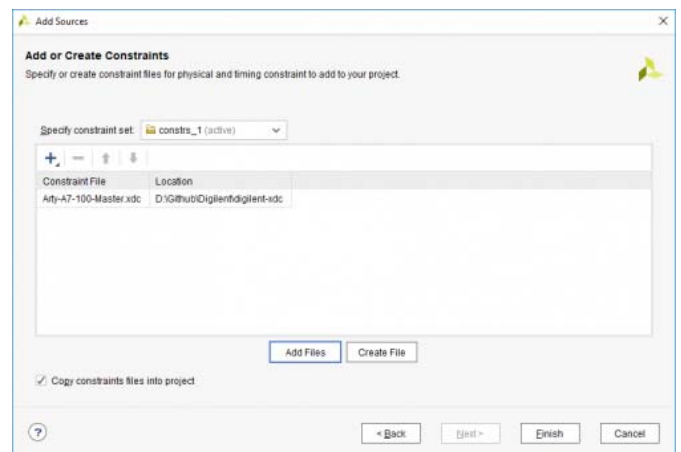 Add Sources
Add or Create Constraints
Specify or create constraint files for physical and timing constraint to add to your project.
Specify constraint set: constrs_1 (active)
Constraint File Location
Arty-A7-100-Master.xdc D:\Github\Digilent\digilent-xdc
Add Files Create File
Copy constraints files into project
? < Back Next > Finish Cancel